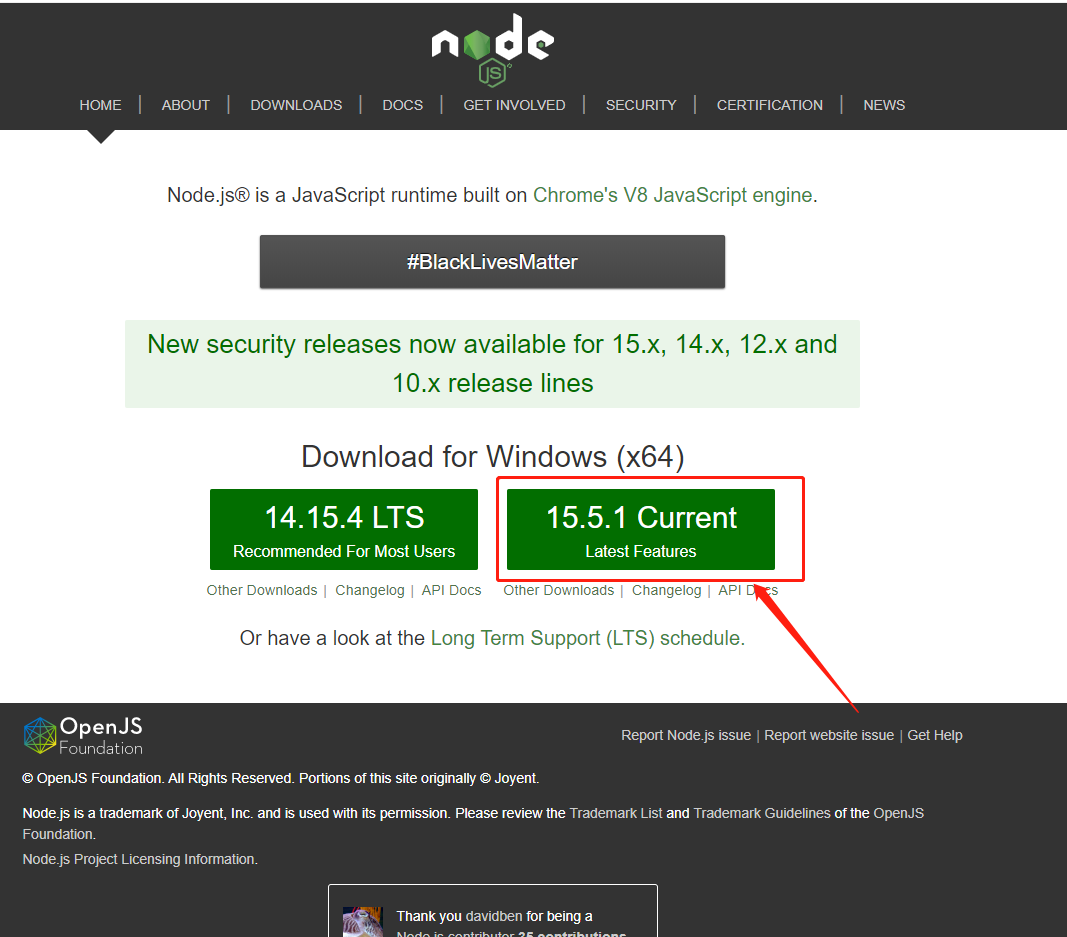 node
JS
HOME | ABOUT | DOWNLOADS | DOCS | GET INVOLVED | SECURITY | CERTIFICATION | NEWS
Node.js® is a JavaScript runtime built on Chrome's V8 JavaScript engine.
#BlackLivesMatter
New security releases now available for 15.x, 14.x, 12.x and
10.x release lines
Download for Windows (x64)
14.15.4 LTS
Recommended For Most Users
15.5.1 Current
Latest Features
Other Downloads | Changelog | API Docs
Other Downloads | Changelog | API Docs
Or have a look at the Long Term Support (LTS) schedule.
OpenJS
Foundation
Report Node.js issue | Report website issue | Get Help
© OpenJS Foundation. All Rights Reserved. Portions of this site originally © Joyent.
Node.js is a trademark of Joyent, Inc. and is used with its permission. Please review the Trademark List and Trademark Guidelines of the OpenJS
Foundation.
Node.js Project Licensing Information.
Thank you davidben for being a
Node.js contributor 25 contributions